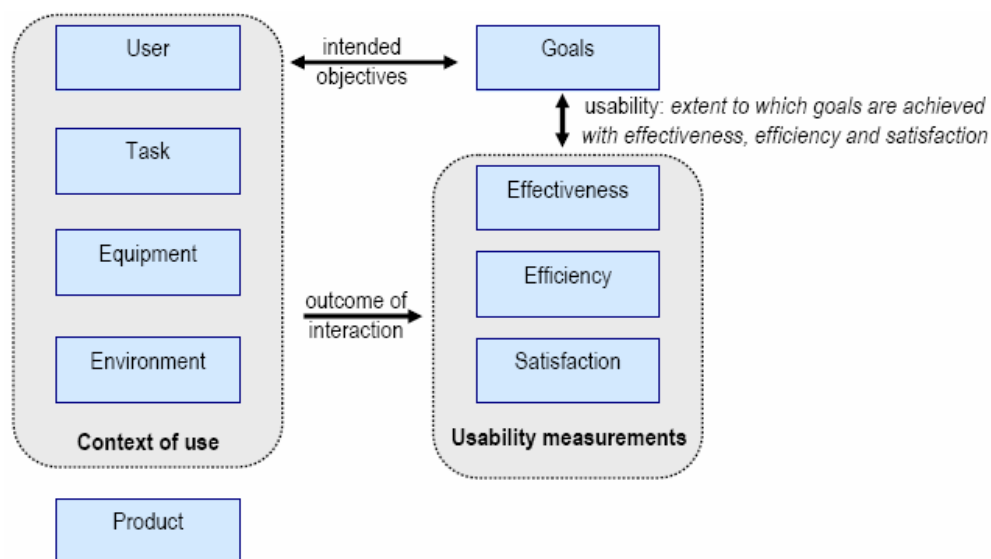 User
intended
objectives
Goals
usability: extent to which goals are achieved
with effectiveness, efficiency and satisfaction
Task
Effectiveness
Equipment
Efficiency
outcome of
interaction
Environment
Satisfaction
Context of use
Usability measurements
Product